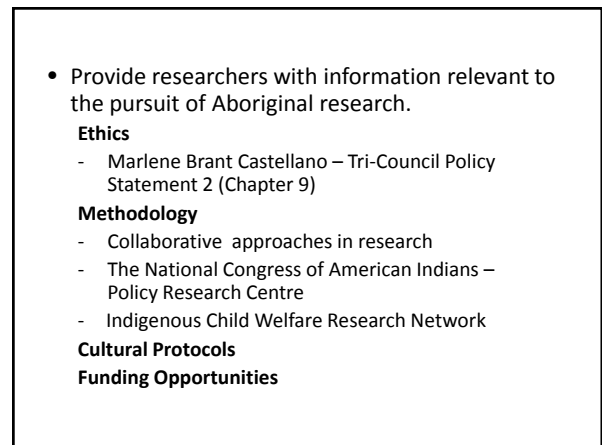 • Provide researchers with information relevant to
the pursuit of Aboriginal research.
Ethics
- Marlene Brant Castellano – Tri-Council Policy
Statement 2 (Chapter 9)
Methodology
- Collaborative approaches in research
- The National Congress of American Indians –
Policy Research Centre
- Indigenous Child Welfare Research Network
Cultural Protocols
Funding Opportunities